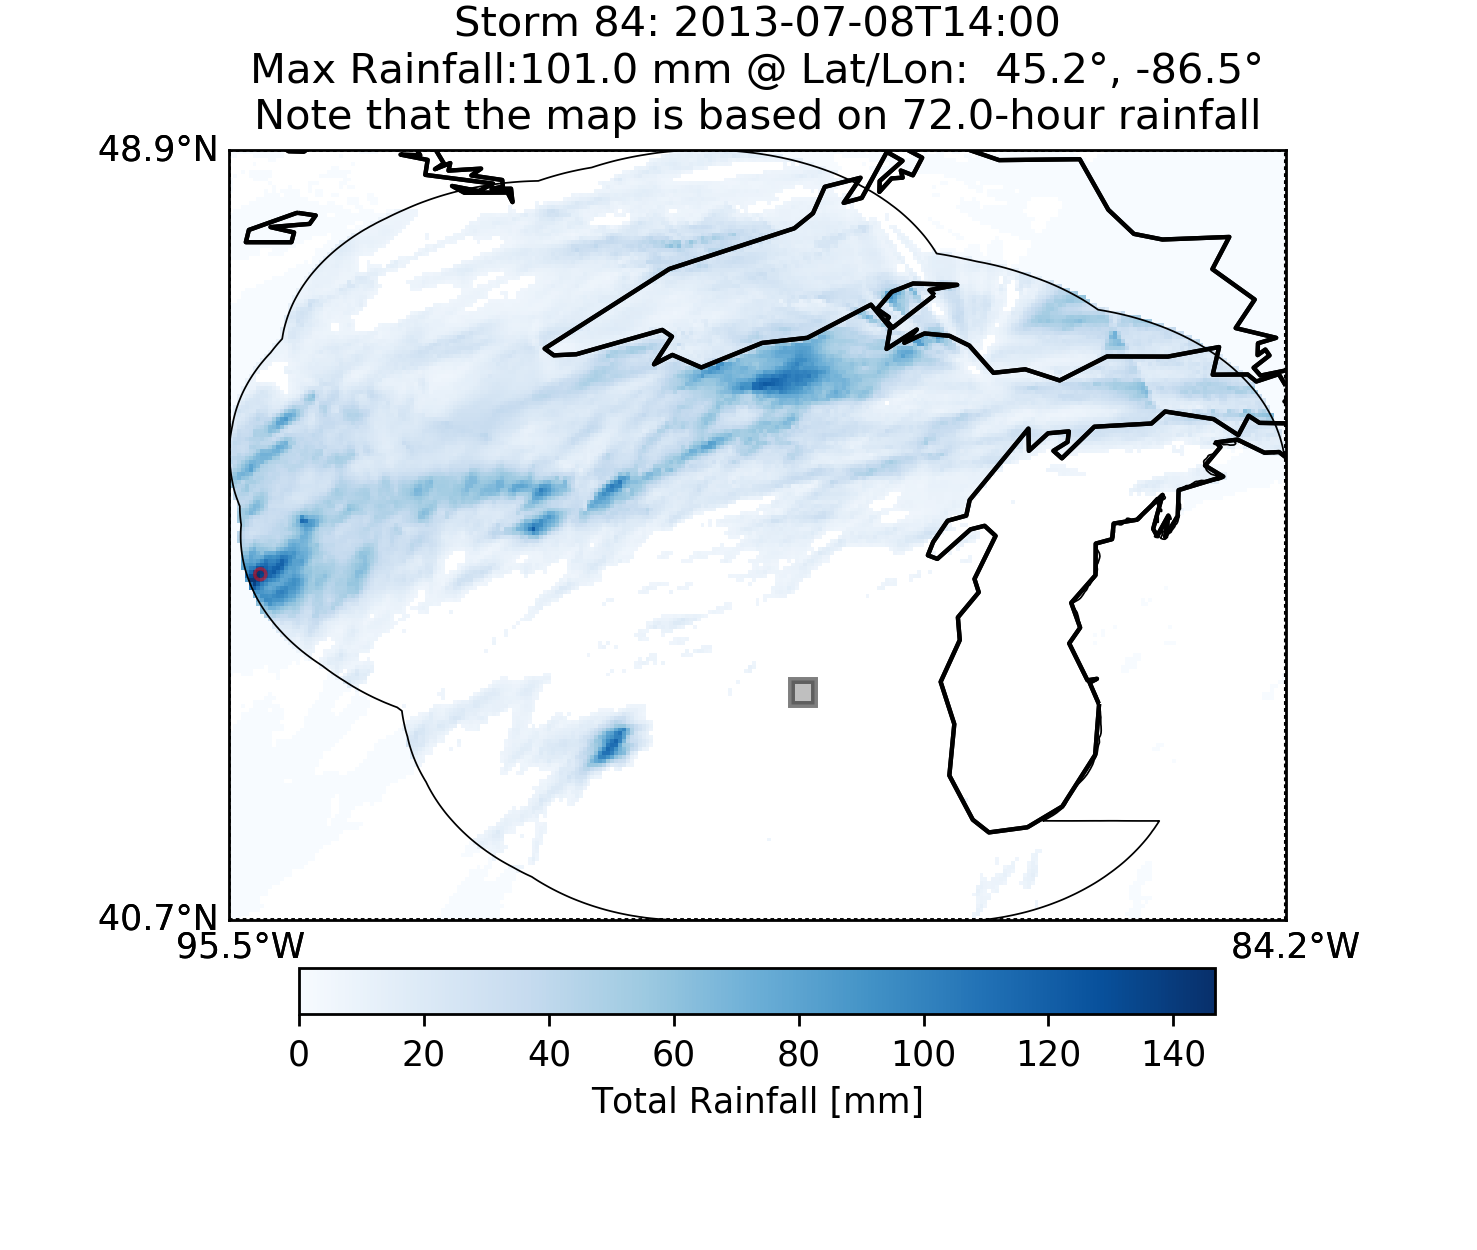 Storm 84: 2013-07-08T14:00
Max Rainfall:101.0 mm @ Lat/Lon:  45.2°, -86.5°
Note that the map is based on 72.0-hour rainfall
48.9°N
40.7°N
95.5°W
84.2°W
0 20 40 60 80 100 120 140
Total Rainfall [mm]